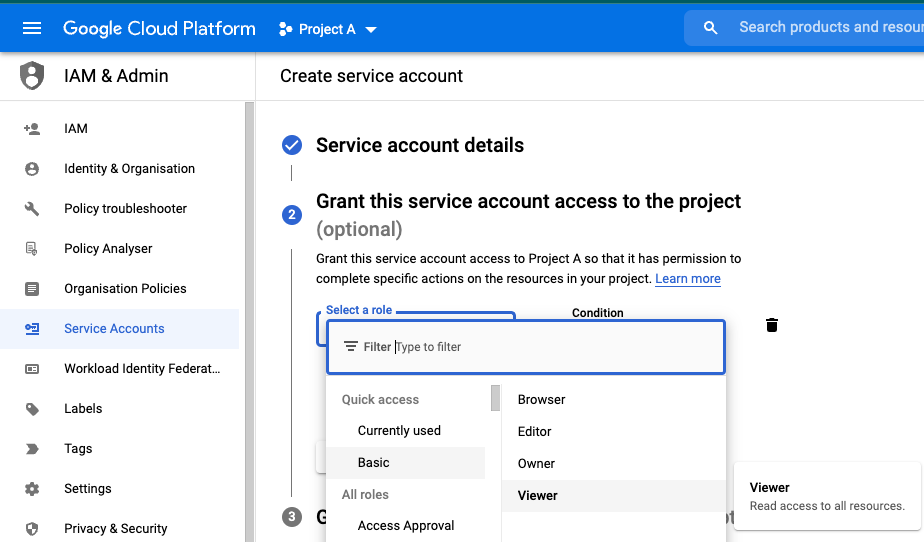 Google Cloud Platform
Project A
Search products and resour
IAM & Admin
Create service account
IAM
Identity & Organisation
Policy troubleshooter
Policy Analyser
Organisation Policies
Service Accounts
Workload Identity Federat...
Labels
Tags
Settings
Privacy & Security
Service account details
2
Grant this service account access to the project
(optional)
Grant this service account access to Project A so that it has permission to
complete specific actions on the resources in your project. Learn more
Select a role
Condition
Filter Type to filter
Quick access
Currently used
Basic
All roles
Access Approval
Browser
Editor
Owner
Viewer
Viewer
Read access to all resources.
3